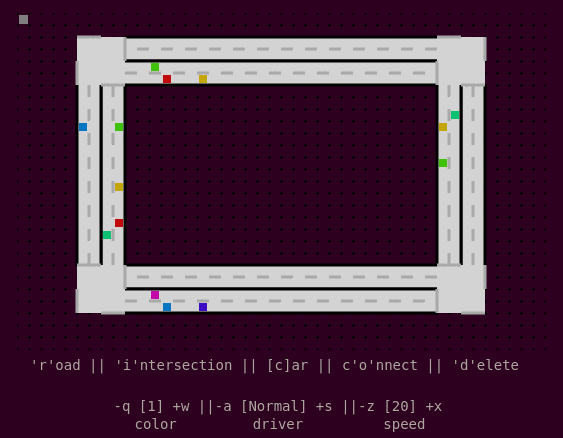 'r'oad || 'i'ntersection || [c]ar || c'o'nnect || 'd'elete
-q [1] +w ||-a [Normal] +s ||-z [20] +x
color driver speed